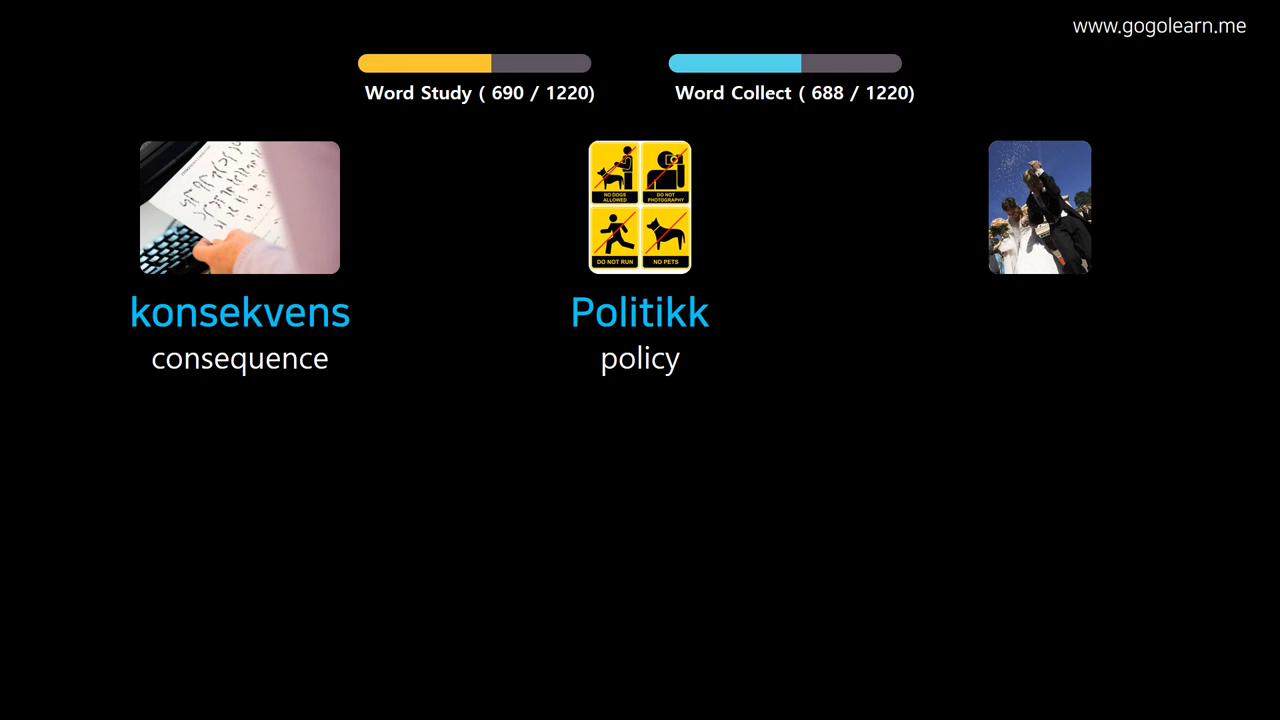 www.gogolearn.me
Word Study ( 690 / 1220)
Word Collect ( 688 / 1220)
NO DOGS
ALLOWED
DO NOT
PHOTOGRAPHY
DO NOT RUN
NO PETS
konsekvens
Politikk
consequence
policy